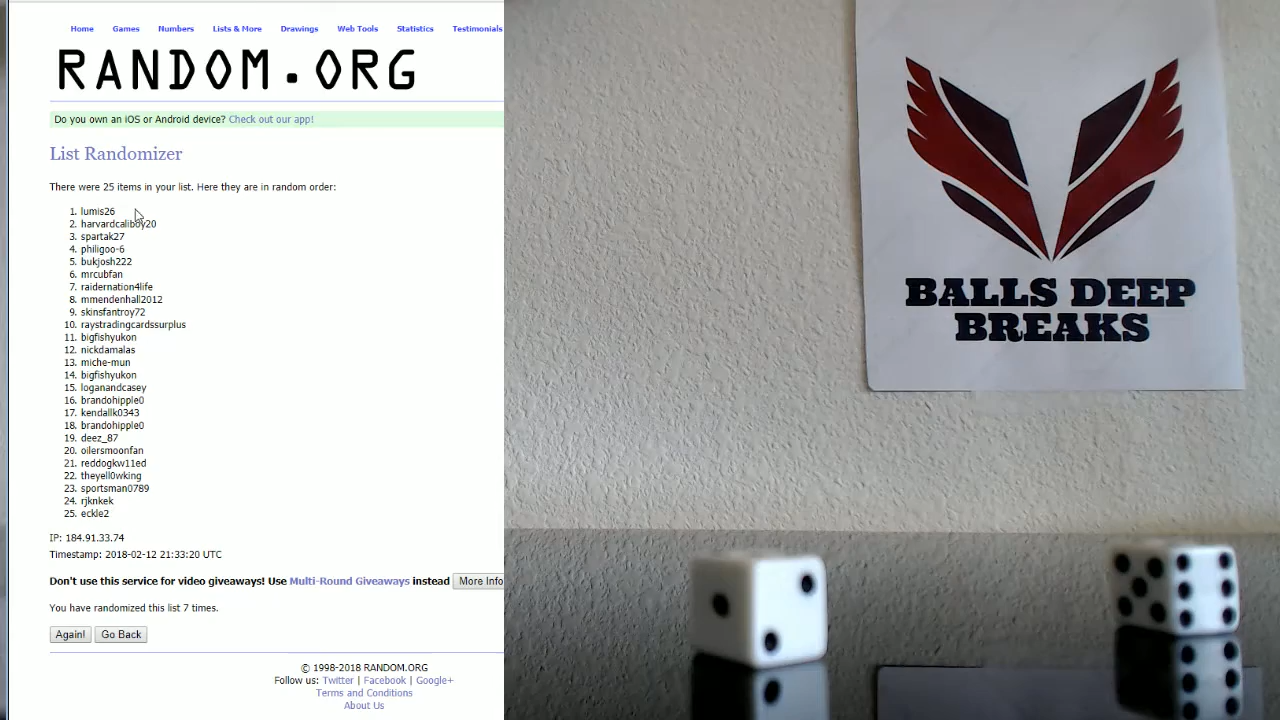 Home Games Numbers Lists & More Drawings Web Tools Statistics Testimonials
RANDOM.ORG
Do you own an iOS or Android device? Check out our app!
List Randomizer
There were 25 items in your list. Here they are in random order:
1. lumis26
2. harvardcaliboy20
3. spartak27
4. philigoo-6
5. bukjosh222
6. mrcubfan
7. raidernation4life
8. mmendenhall2012
9. skinsfantroy72
10. raystradingcardssurplus
11. bigfishyukon
12. nickdamalas
13. miche-mun
14. bigfishyukon
15. loganandcasey
16. brandohipple0
17. kendallk0343
18. brandohipple0
19. deez_87
20. oilersmoonfan
21. reddogkw11ed
22. theyell0wking
23. sportsman0789
24. rjknkek
25. eckle2
IP: 184.91.33.74
Timestamp: 2018-02-12 21:33:20 UTC
Don't use this service for video giveaways! Use Multi-Round Giveaways instead More Info
You have randomized this list 7 times.
Again! Go Back
© 1998-2018 RANDOM.ORG
Follow us: Twitter | Facebook | Google+
Terms and Conditions
About Us
BALLS DEEP
BREAKS